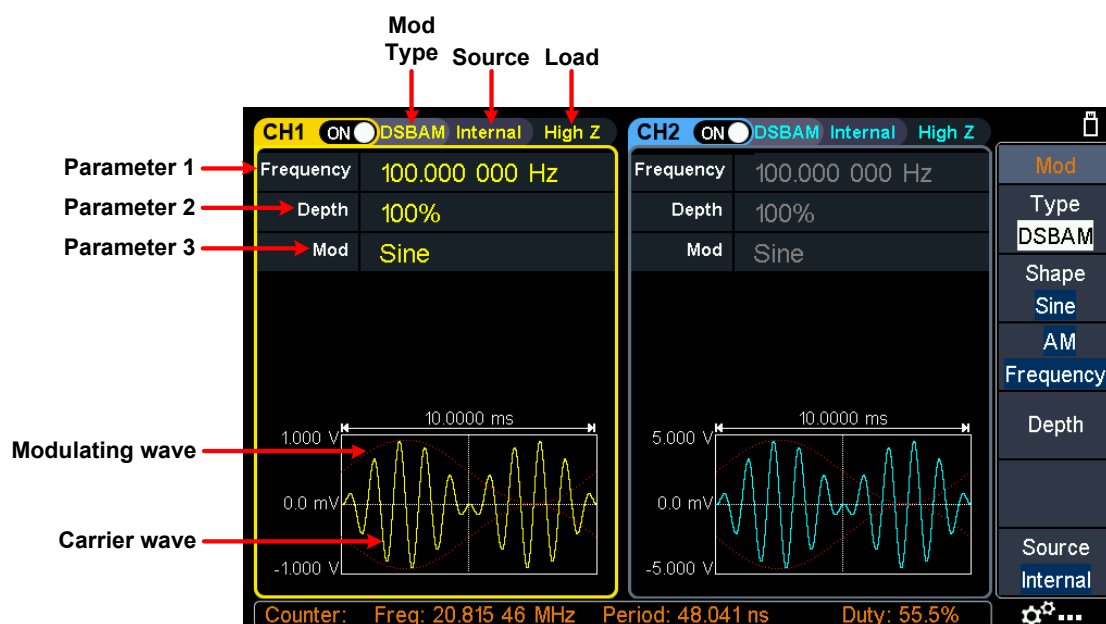 Mod
Type Source Load
CH1 ON DSBAM Internal High Z CH2 ON DSBAM Internal High Z
Parameter 1 Frequency 100.000 000 Hz Frequency 100.000 000 Hz Mod
Parameter 2 Depth 100% Depth 100% Type
DSBAM
Parameter 3 Mod Sine Mod Sine
Shape
Sine
AM
Frequency
Depth
10.0000 ms 10.0000 ms
1.000 V 5.000 V
Modulating wave
0.0 mV 0.0 mV
Carrier wave
-1.000 V -5.000 V
Source
Internal
Counter: Freq: 20.815 46 MHz Period: 48.041 ns Duty: 55.5%